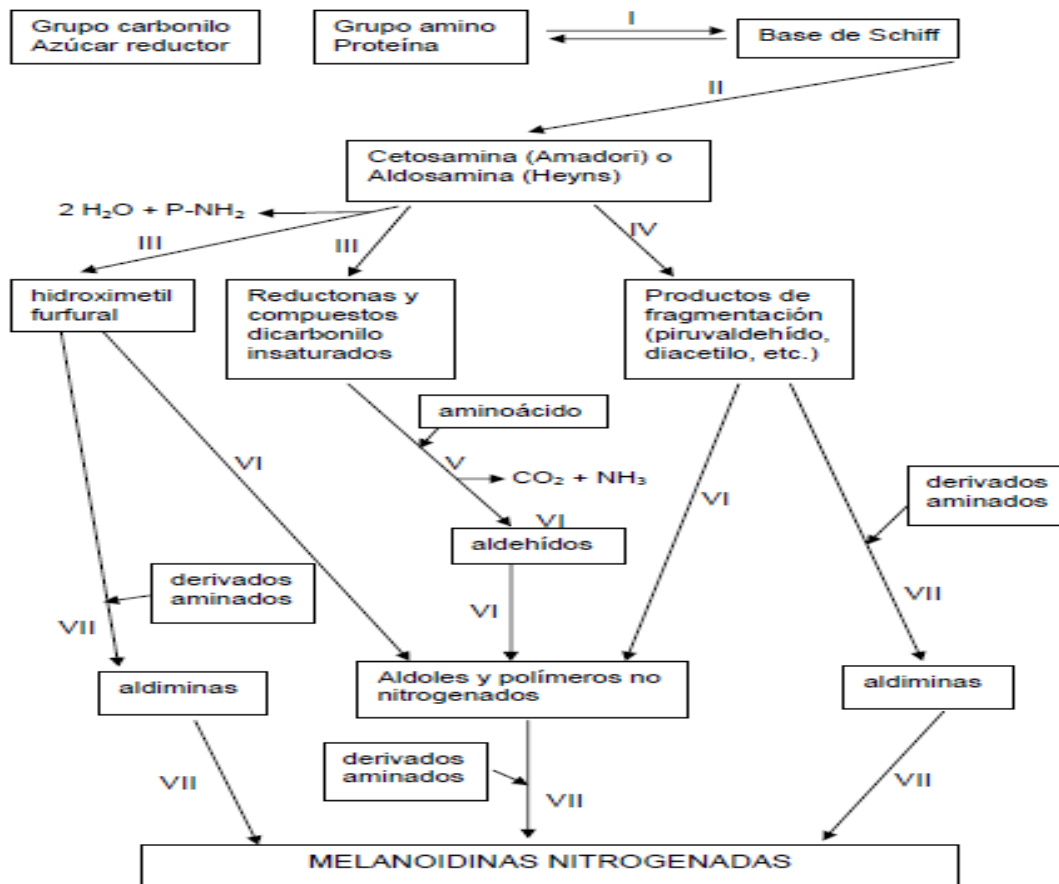 Grupo carbonilo
Azúcar reductor
Grupo amino
Proteína
I
Base de Schiff
II
Cetosamina (Amadori) o
Aldosamina (Heyns)
2 H₂O + P-NH₂
III
III
IV
hidroximetil
furfural
Reductonas y
compuestos
dicarbonilo
insaturados
Productos de
fragmentación
(piruvaldehído,
diacetilo, etc.)
aminoácido
V
CO₂ + NH₃
VI
VI
derivados
aminados
VI
aldehídos
derivados
aminados
VII
VI
VII
aldiminas
Aldoles y polímeros no
nitrogenados
aldiminas
VII
derivados
aminados
VII
VII
MELANOIDINAS NITROGENADAS